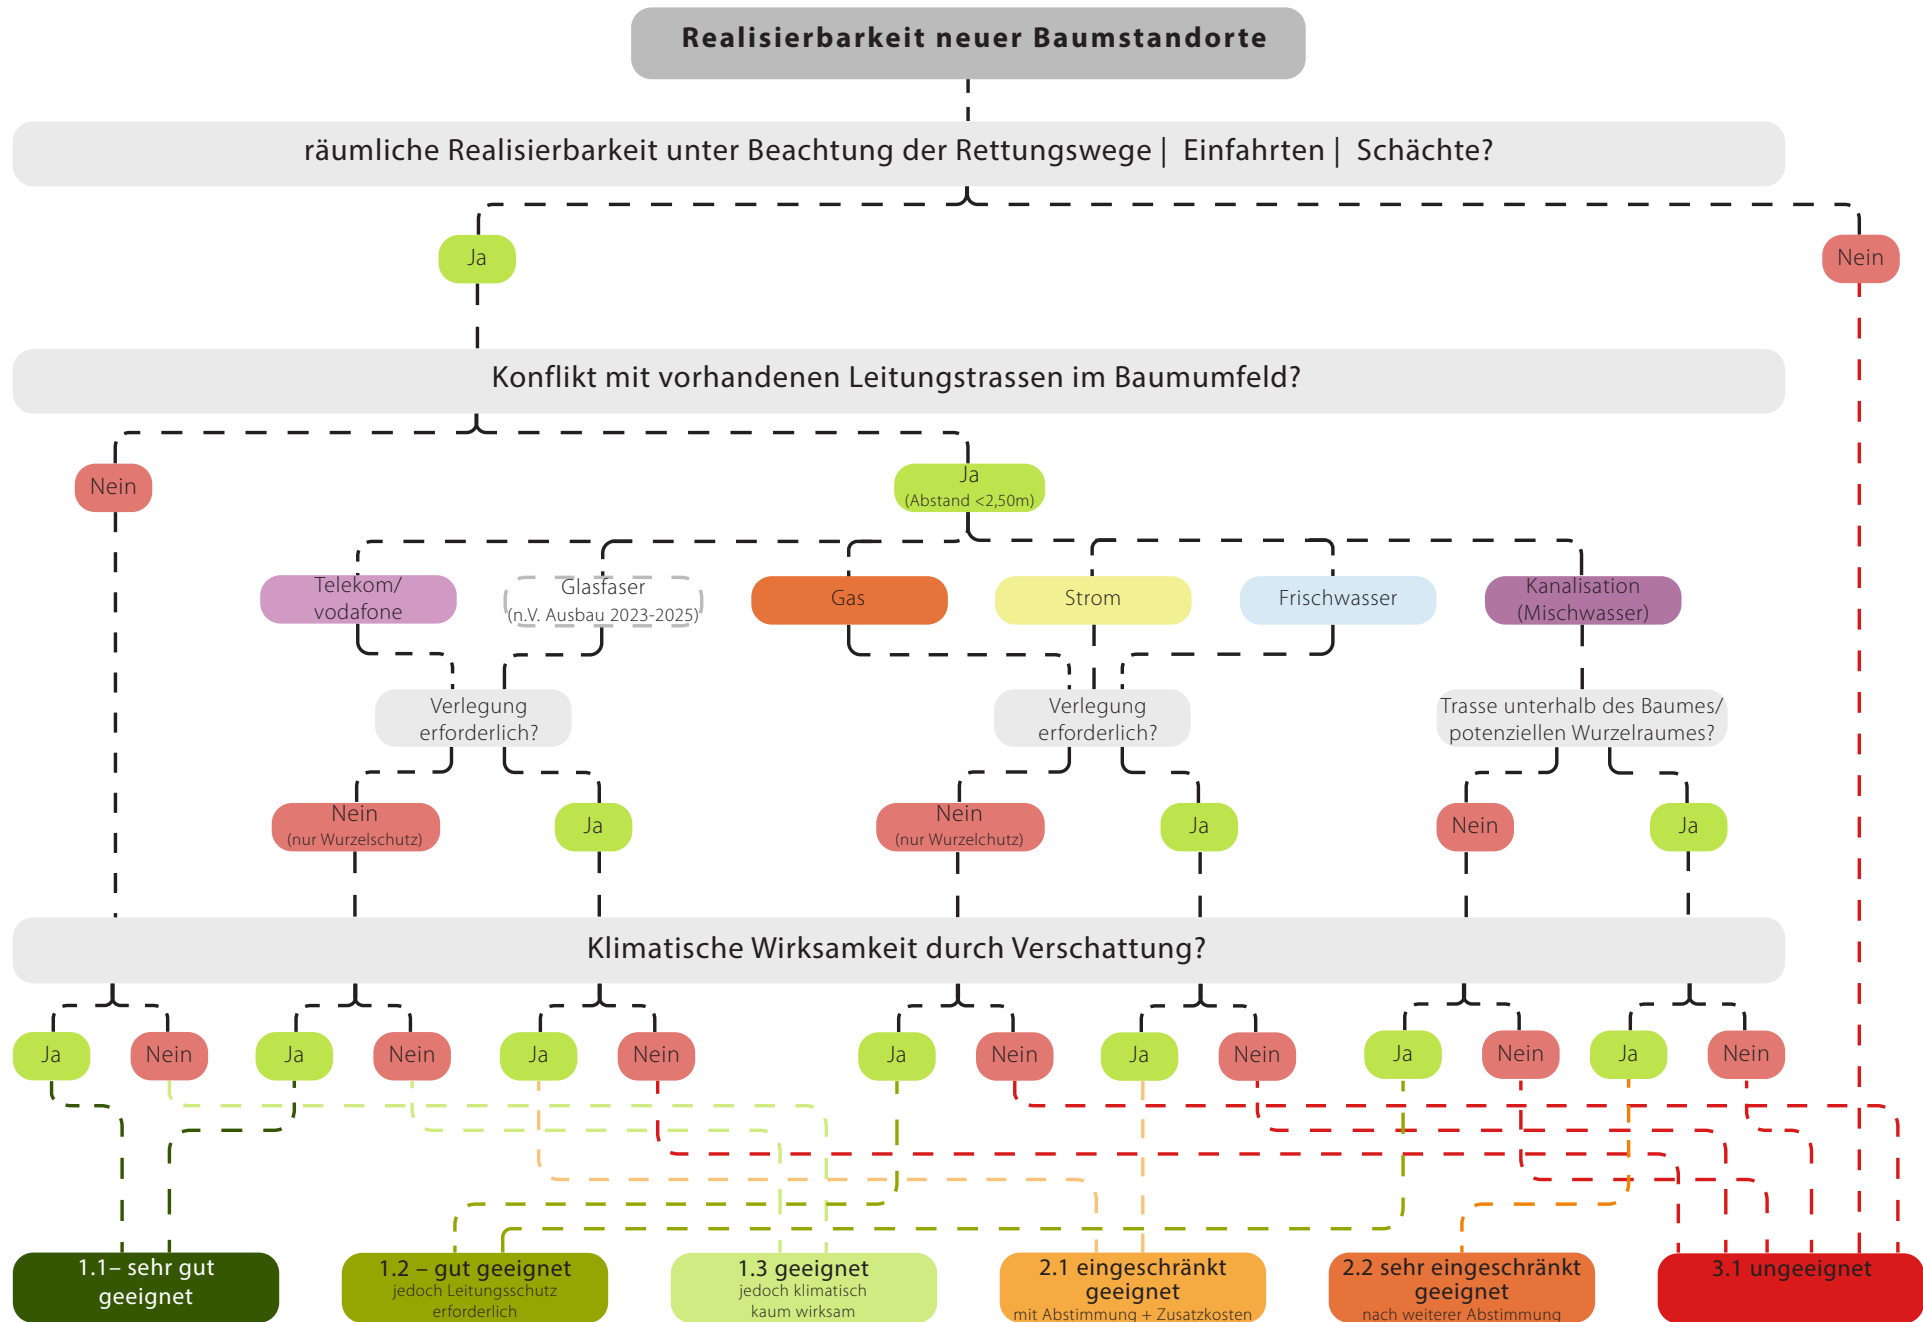 Realisierbarkeit neuer Baumstandorte
räumliche Realisierbarkeit unter Beachtung der Rettungswege | Einfahrten | Schächte?
Ja
Nein
Konflikt mit vorhandenen Leitungstrassen im Baumumfeld?
Nein
Ja
(Abstand <2,50m)
Telekom/
vodafone
Glasfaser
(n.V. Ausbau 2023-2025)
Gas
Strom
Frischwasser
Kanalisation
(Mischwasser)
Verlegung
erforderlich?
Verlegung
erforderlich?
Trasse unterhalb des Baumes/
potenziellen Wurzelraumes?
Nein
(nur Wurzelschutz)
Ja
Nein
(nur Wurzelchutz)
Ja
Nein
Ja
Klimatische Wirksamkeit durch Verschattung?
Ja
Nein
Ja
Nein
Ja
Nein
Ja
Nein
Ja
Nein
Ja
Nein
Ja
Nein
1.1– sehr gut
geeignet
1.2 – gut geeignet
jedoch Leitungsschutz
erforderlich
1.3 geeignet
jedoch klimatisch
kaum wirksam
2.1 eingeschränkt
geeignet
mit Abstimmung + Zusatzkosten
2.2 sehr eingeschränkt
geeignet
nach weiterer Abstimmung
3.1 ungeeignet